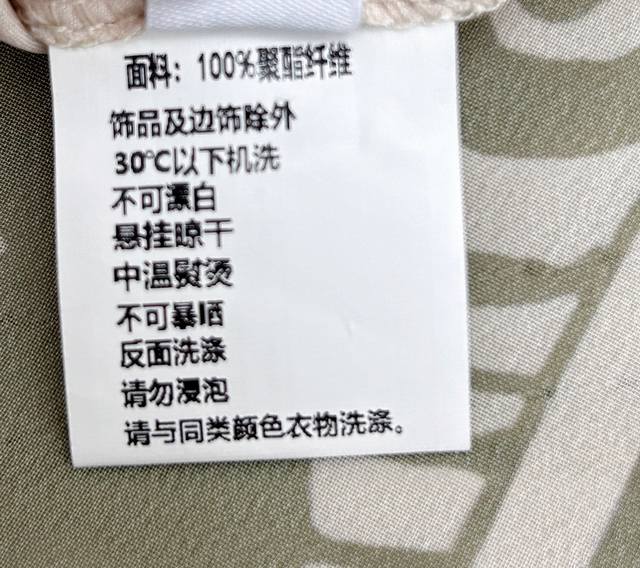 面料：100%聚酯纤维
饰品及边饰除外
30℃以下机洗
不可漂白
悬挂晾干
中温熨烫
不可暴晒
反面洗涤
请勿浸泡
请与同类颜色衣物洗涤。